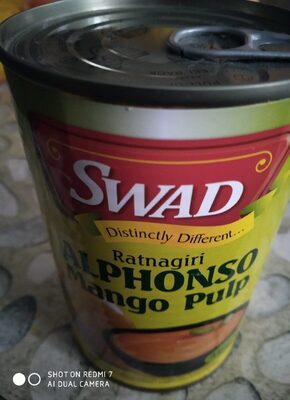 SWAD
Distinctly Different...
Ratnagiri
ALPHONSO
Mango Pulp
SHOT ON REDMI 7
AI DUAL CAMERA